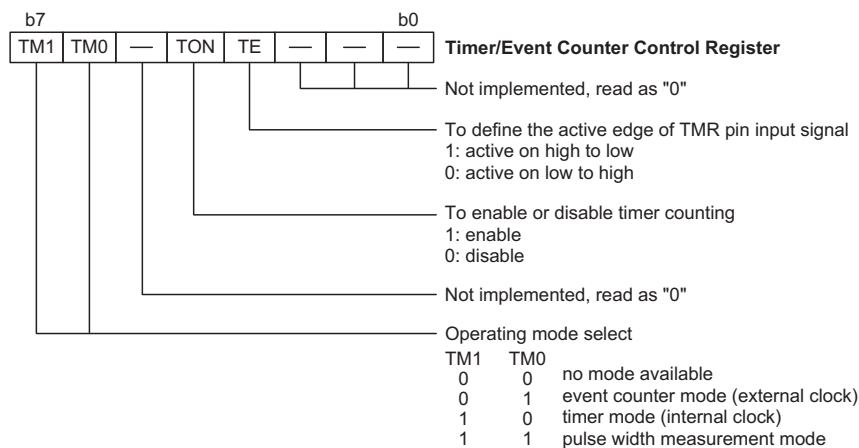 b7 b0
TM1 TM0 — TON TE — — —
Timer/Event Counter Control Register
Not implemented, read as "0"
To define the active edge of TMR pin input signal
1: active on high to low
0: active on low to high
To enable or disable timer counting
1: enable
0: disable
Not implemented, read as "0"
Operating mode select
TM1 TM0
0 0 no mode available
0 1 event counter mode (external clock)
1 0 timer mode (internal clock)
1 1 pulse width measurement mode